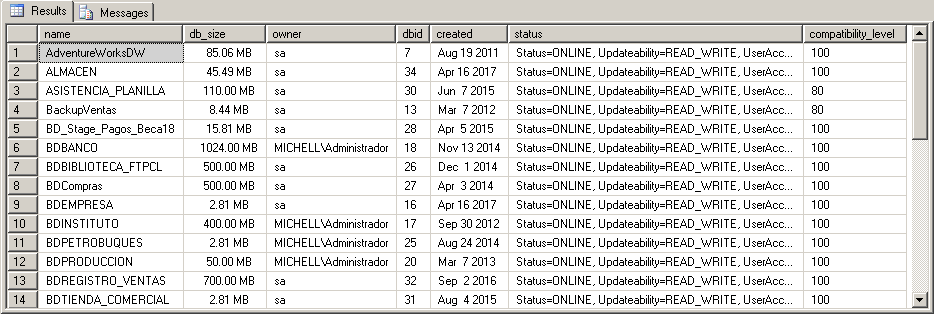 Results Messages
name db_size owner dbid created status compatibility_level
1 AdventureWorksDW 85.06 MB sa 7 Aug 19 2011 Status=ONLINE, Updateability=READ_WRITE, UserAcc... 100
2 ALMACEN 45.49 MB sa 34 Apr 16 2017 Status=ONLINE, Updateability=READ_WRITE, UserAcc... 100
3 ASISTENCIA_PLANILLA 110.00 MB sa 30 Jun 7 2015 Status=ONLINE, Updateability=READ_WRITE, UserAcc... 80
4 BackupVentas 8.44 MB sa 13 Mar 7 2012 Status=ONLINE, Updateability=READ_WRITE, UserAcc... 80
5 BD_Stage_Pagos_Beca18 15.81 MB sa 28 Apr 5 2015 Status=ONLINE, Updateability=READ_WRITE, UserAcc... 100
6 BDBANCO 1024.00 MB MICHELL\Administrador 18 Nov 13 2014 Status=ONLINE, Updateability=READ_WRITE, UserAcc... 100
7 BDBIBLIOTECA_FTPCL 500.00 MB sa 26 Dec 1 2014 Status=ONLINE, Updateability=READ_WRITE, UserAcc... 100
8 BDCompras 500.00 MB sa 27 Apr 3 2014 Status=ONLINE, Updateability=READ_WRITE, UserAcc... 100
9 BDEMPRESA 2.81 MB sa 16 Apr 16 2017 Status=ONLINE, Updateability=READ_WRITE, UserAcc... 100
10 BDINSTITUTO 400.00 MB MICHELL\Administrador 17 Sep 30 2012 Status=ONLINE, Updateability=READ_WRITE, UserAcc... 100
11 BDPETROBUQUES 2.81 MB MICHELL\Administrador 25 Aug 24 2014 Status=ONLINE, Updateability=READ_WRITE, UserAcc... 100
12 BDPRODUCCION 50.00 MB MICHELL\Administrador 20 Mar 7 2013 Status=ONLINE, Updateability=READ_WRITE, UserAcc... 100
13 BDREGISTRO_VENTAS 700.00 MB sa 32 Sep 2 2016 Status=ONLINE, Updateability=READ_WRITE, UserAcc... 100
14 BDTIENDA_COMERCIAL 2.81 MB sa 31 Aug 4 2015 Status=ONLINE, Updateability=READ_WRITE, UserAcc... 100